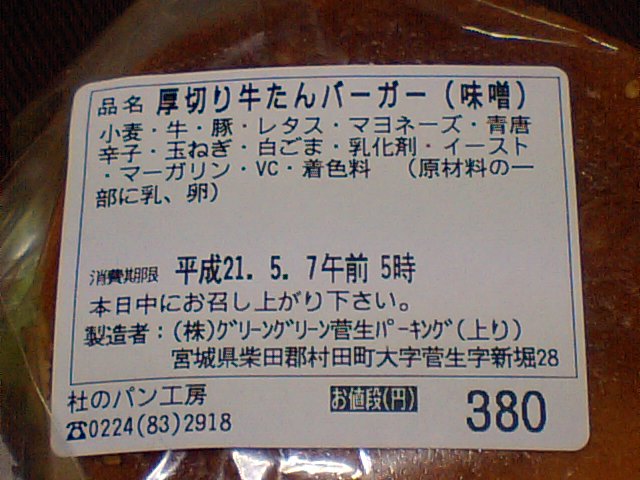 品名 厚切り牛たんバーガー（味噌）
小麦・牛・豚・レタス・マヨネーズ・青唐
辛子・玉ねぎ・白ごま・乳化剤・イースト
・マーガリン・VC・着色料　（原材料の一
部に乳、卵）
消費期限 平成21. 5. 7午前 5時
本日中にお召し上がり下さい。
製造者：（株）ｸﾞﾘｰﾝｸﾞﾘｰﾝ菅生ﾊﾟｰｷﾝｸﾞ（上り）
宮城県柴田郡村田町大字菅生字新堀28
杜のパン工房 お値段(円) 380
☎0224(83)2918